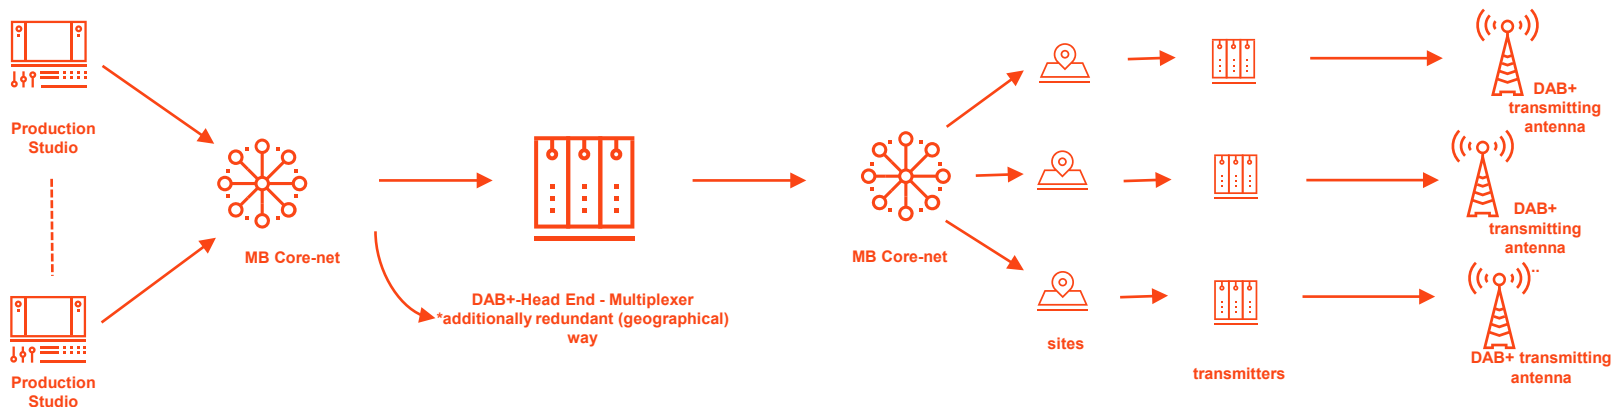 Production
Studio
Production
Studio
MB Core-net
DAB+-Head End - Multiplexer
*additionally redundant (geographical)
way
MB Core-net
sites
transmitters
DAB+
transmitting
antenna
DAB+
transmitting
antenna
..
DAB+ transmitting
antenna